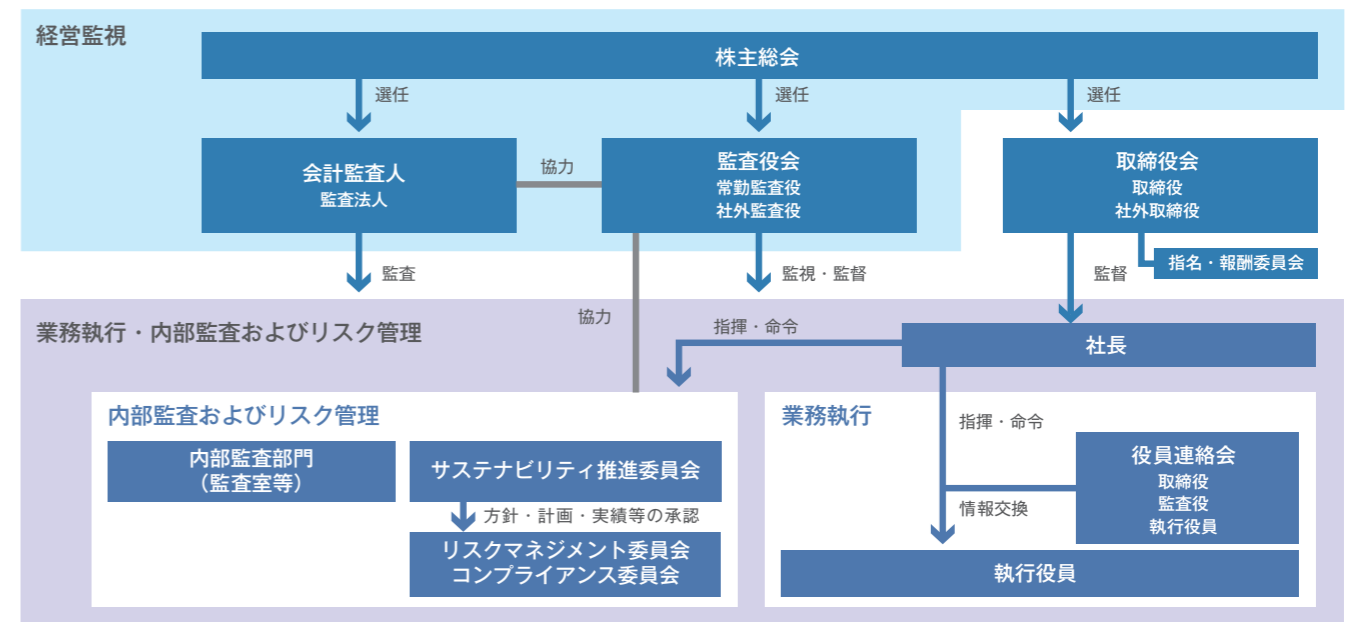 経営監視
株主総会
選任
選任
選任
会計監査人
監査法人
協力
監査役会
常勤監査役
社外監査役
取締役会
取締役
社外取締役
指名・報酬委員会
監査
監視・監督
監督
業務執行・内部監査およびリスク管理
協力
指揮・命令
社長
内部監査およびリスク管理
内部監査部門
（監査室等）
サステナビリティ推進委員会
方針・計画・実績等の承認
リスクマネジメント委員会
コンプライアンス委員会
業務執行
指揮・命令
役員連絡会
取締役
監査役
執行役員
情報交換
執行役員